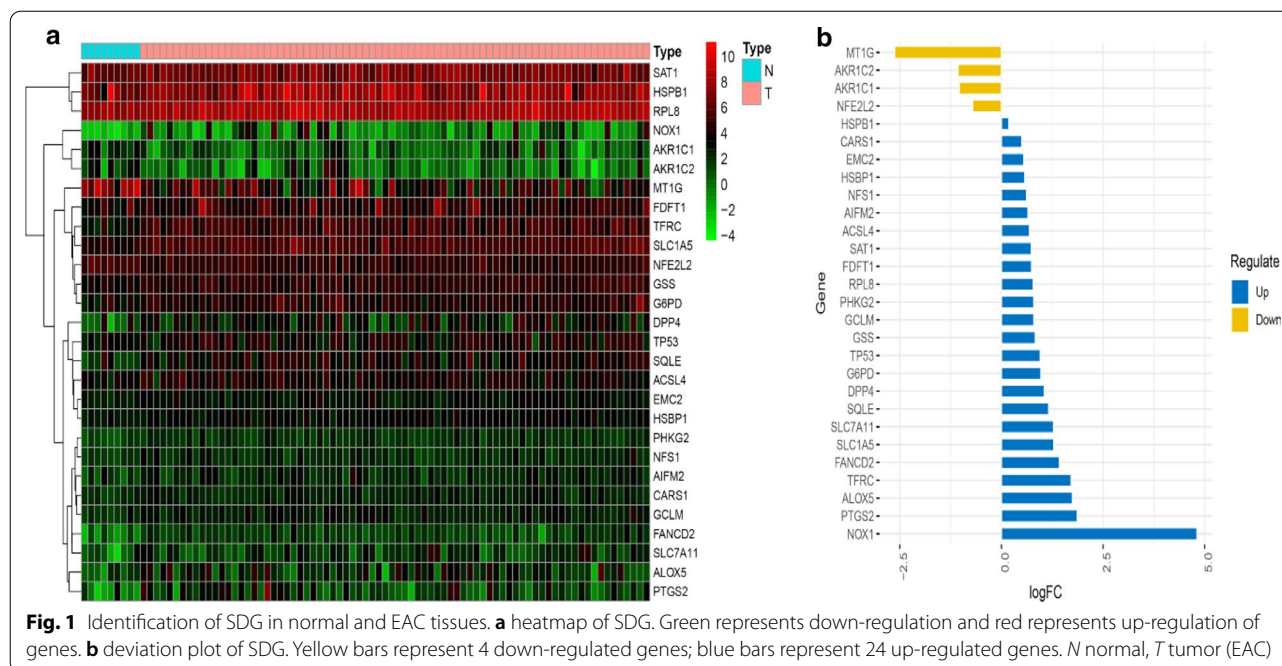 a
Type
SAT1
HSPB1
RPL8
NOX1
AKR1C1
AKR1C2
MT1G
FDFT1
TFRC
SLC1A5
NFE2L2
GSS
G6PD
DPP4
TP53
SQLE
ACSL4
EMC2
HSBP1
PHKG2
NFS1
AIFM2
CARS1
GCLM
FANCD2
SLC7A11
ALOX5
PTGS2
10
8
6
4
2
0
−2
−4
Type
N
T
b
Gene
MT1G
AKR1C2
AKR1C1
NFE2L2
HSPB1
CARS1
EMC2
HSBP1
NFS1
AIFM2
ACSL4
SAT1
FDFT1
RPL8
PHKG2
GCLM
GSS
TP53
G6PD
DPP4
SQLE
SLC7A11
SLC1A5
FANCD2
TFRC
ALOX5
PTGS2
NOX1
-2.5
0.0
2.5
5.0
logFC
Regulate
Up
Down
Fig. 1 Identification of SDG in normal and EAC tissues. a heatmap of SDG. Green represents down-regulation and red represents up-regulation of
genes. b deviation plot of SDG. Yellow bars represent 4 down-regulated genes; blue bars represent 24 up-regulated genes. N normal, T tumor (EAC)